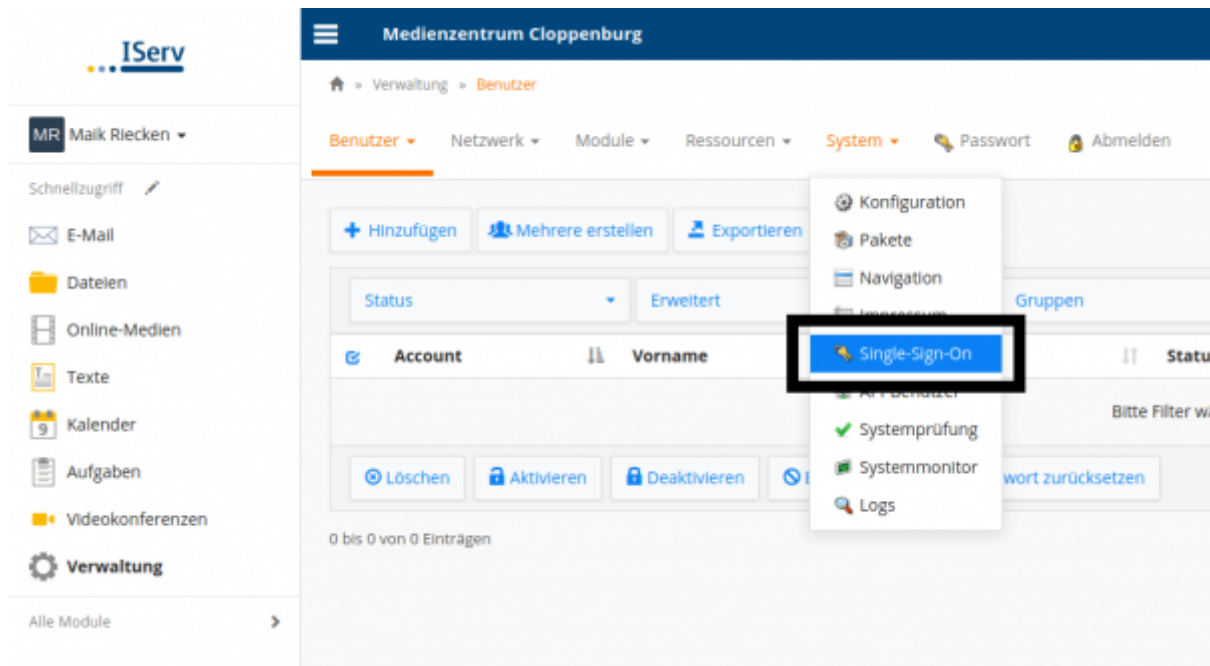 IServ
MR Maik Riecken
Schnellzugriff
E-Mail
Dateien
Online-Medien
Texte
9 Kalender
Aufgaben
Videokonferenzen
Verwaltung
Alle Module
Medienzentrum Cloppenburg
» Verwaltung » Benutzer
Benutzer Netzwerk Module Ressourcen System Passwort Abmelden
Konfiguration
Pakete
Navigation
Impressum
Single-Sign-On
API Benutzer
Systemprüfung
Systemmonitor
Logs
Hinzufügen Mehrere erstellen Exportieren
Status Erweitert Gruppen
Account Vorname Statu
Bitte Filter wä
Löschen Aktivieren Deaktivieren wort zurücksetzen
0 bis 0 von 0 Einträgen